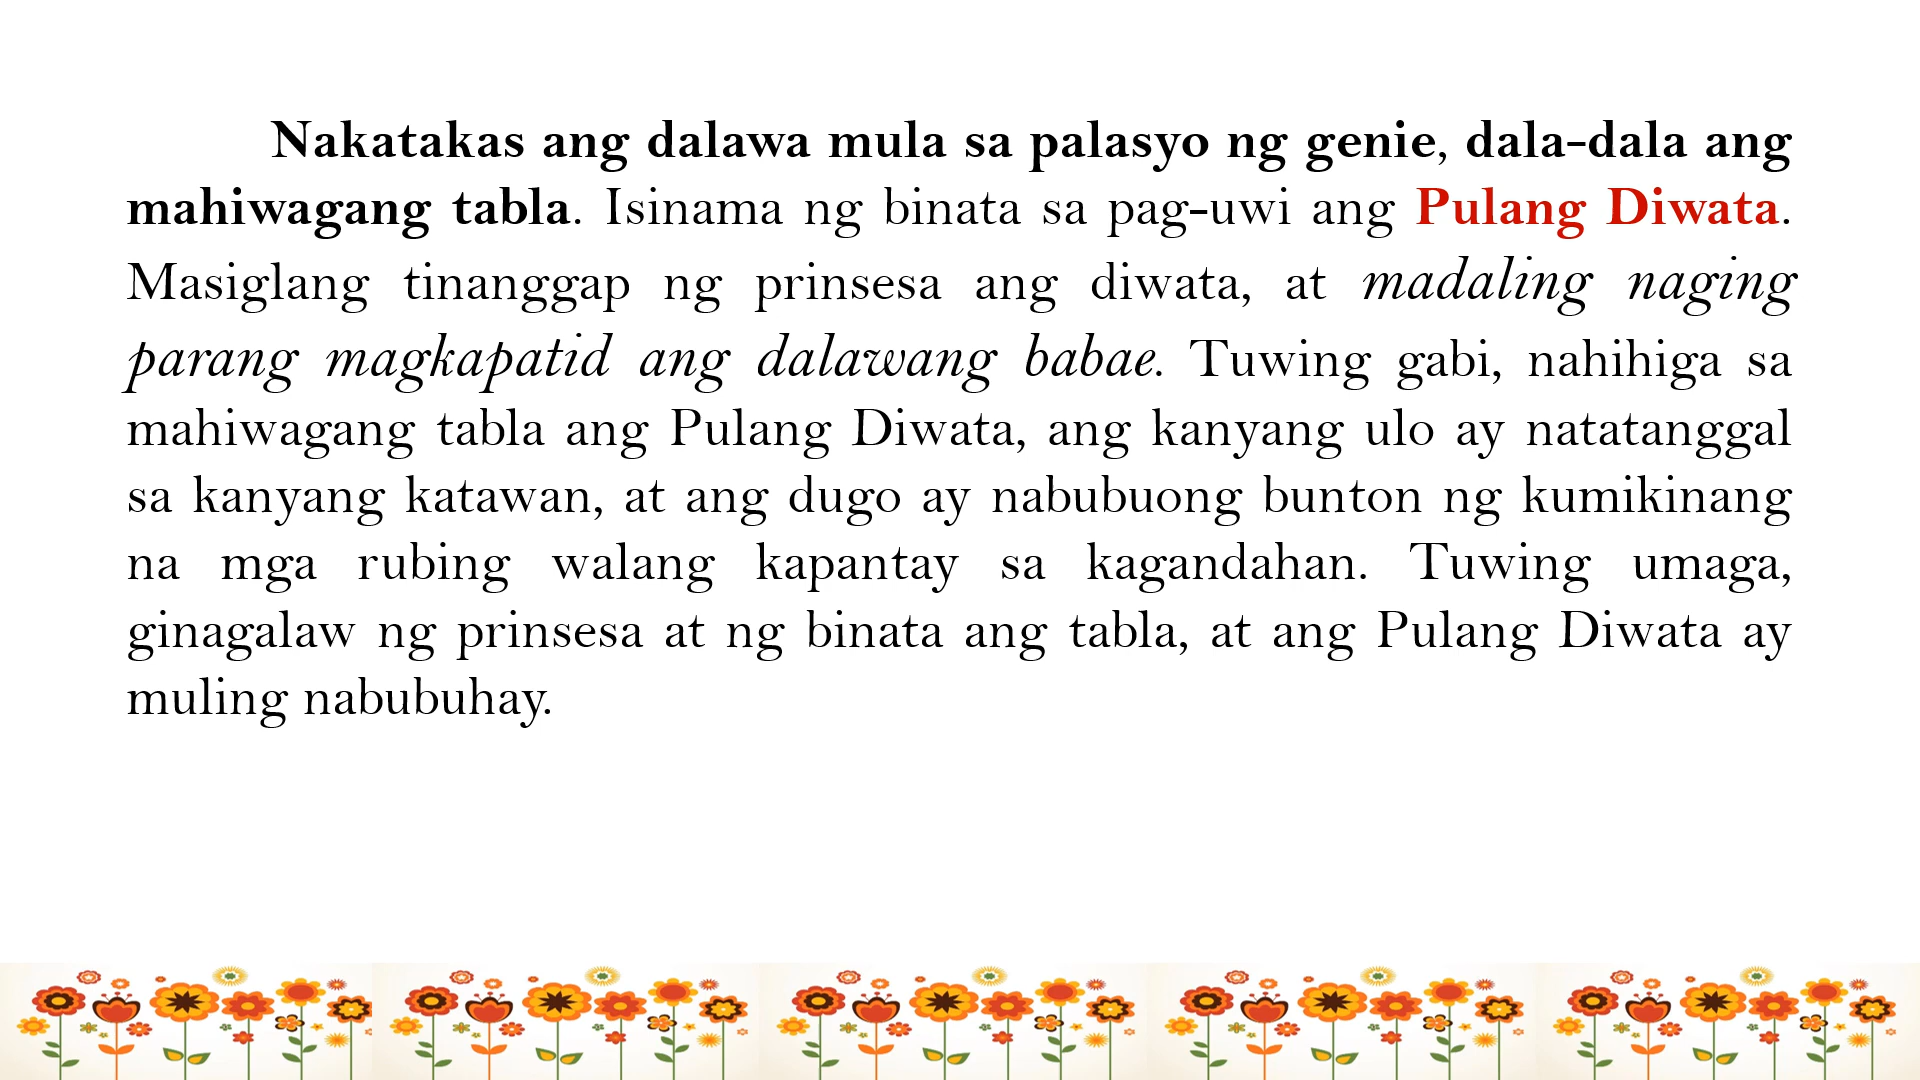 Nakatakas ang dalawa mula sa palasyo ng genie, dala-dala ang
mahiwagang tabla. Isinama ng binata sa pag-uwi ang Pulang Diwata.
Masiglang tinanggap ng prinsesa ang diwata, at madaling naging
parang magkapatid ang dalawang babae. Tuwing gabi, nahihiga sa
mahiwagang tabla ang Pulang Diwata, ang kanyang ulo ay natatanggal
sa kanyang katawan, at ang dugo ay nabubuong bunton ng kumikinang
na mga rubing walang kapantay sa kagandahan. Tuwing umaga,
ginagalaw ng prinsesa at ng binata ang tabla, at ang Pulang Diwata ay
muling nabubuhay.